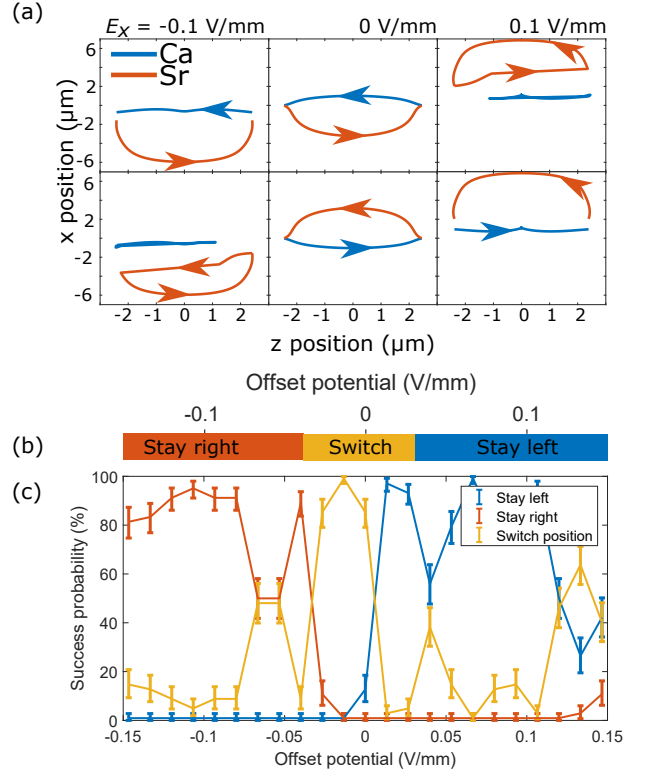 (a)
E_x = -0.1 V/mm 0 V/mm 0.1 V/mm
Ca
Sr
x position (μm)
6
2
-2
-6
6
2
-2
-6
-2 -1 0 1 2 -2 -1 0 1 2 -2 -1 0 1 2
z position (μm)
Offset potential (V/mm)
-0.1 0 0.1
(b)
Stay right Switch Stay left
(c)
Success probability (%)
100
80
60
40
20
0
Stay left
Stay right
Switch position
-0.15 -0.1 -0.05 0 0.05 0.1 0.15
Offset potential (V/mm)